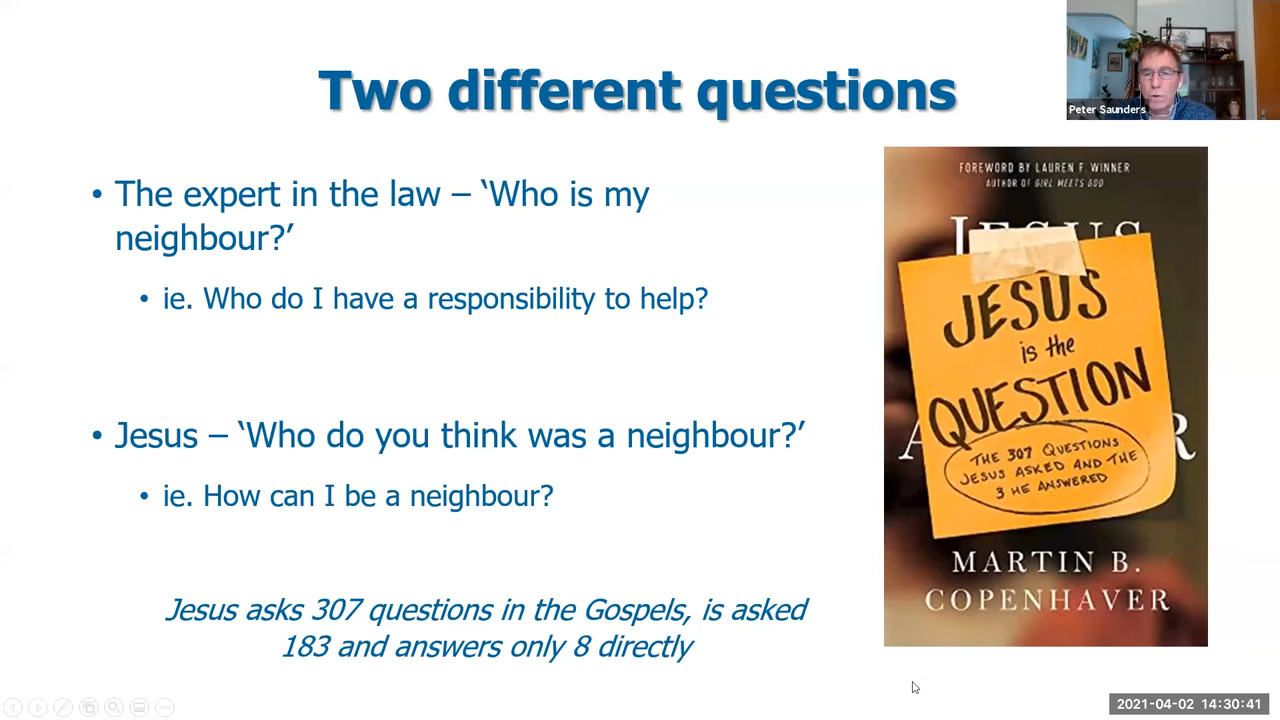 Two different questions
Peter Saunders
• The expert in the law – ‘Who is my
neighbour?’
• ie. Who do I have a responsibility to help?
• Jesus – ‘Who do you think was a neighbour?’
• ie. How can I be a neighbour?
Jesus asks 307 questions in the Gospels, is asked
183 and answers only 8 directly
FOREWORD BY LAUREN F. WINNER
AUTHOR OF GIRL MEETS GOD
JESUS
JESUS
is the
QUESTION
THE 307 QUESTIONS
JESUS ASKED AND THE
3 HE ANSWERED
MARTIN B.
COPENHAVER
2021-04-02 14:30:41